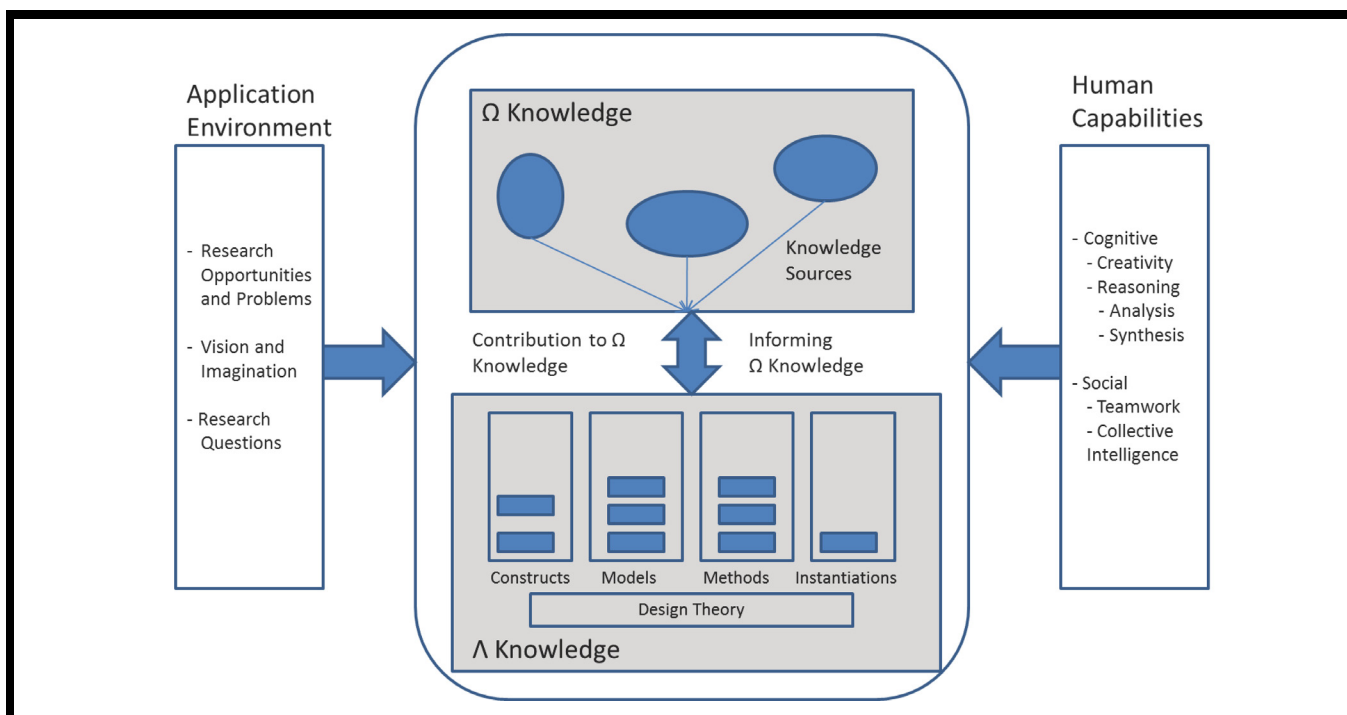 Application
Environment
- Research
Opportunities
and Problems
- Vision and
Imagination
- Research
Questions
Ω Knowledge
Knowledge
Sources
Contribution to Ω
Knowledge
Informing
Ω Knowledge
Constructs
Models
Methods
Instantiations
Design Theory
Λ Knowledge
Human
Capabilities
- Cognitive
- Creativity
- Reasoning
- Analysis
- Synthesis
- Social
- Teamwork
- Collective
Intelligence